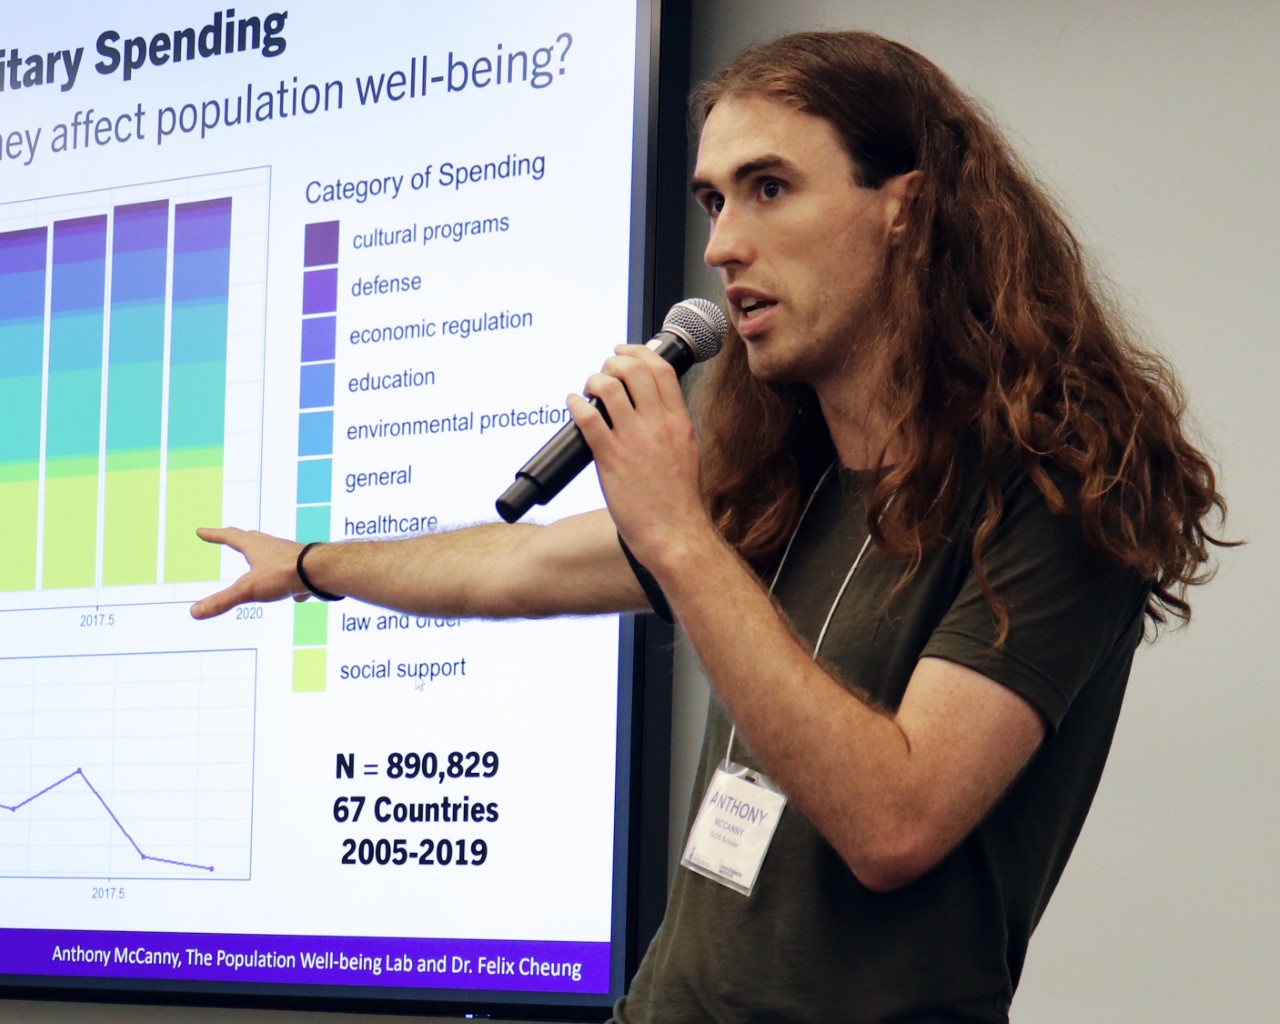 itary Spending
hey affect population well-being?
Category of Spending
cultural programs
defense
economic regulation
education
environmental protection
general
healthcare
law and order
social support
2017.5
2020
2017.5
N = 890,829
67 Countries
2005-2019
Anthony McCanny, The Population Well-being Lab and Dr. Felix Cheung
ANTHONY
MCCANNY